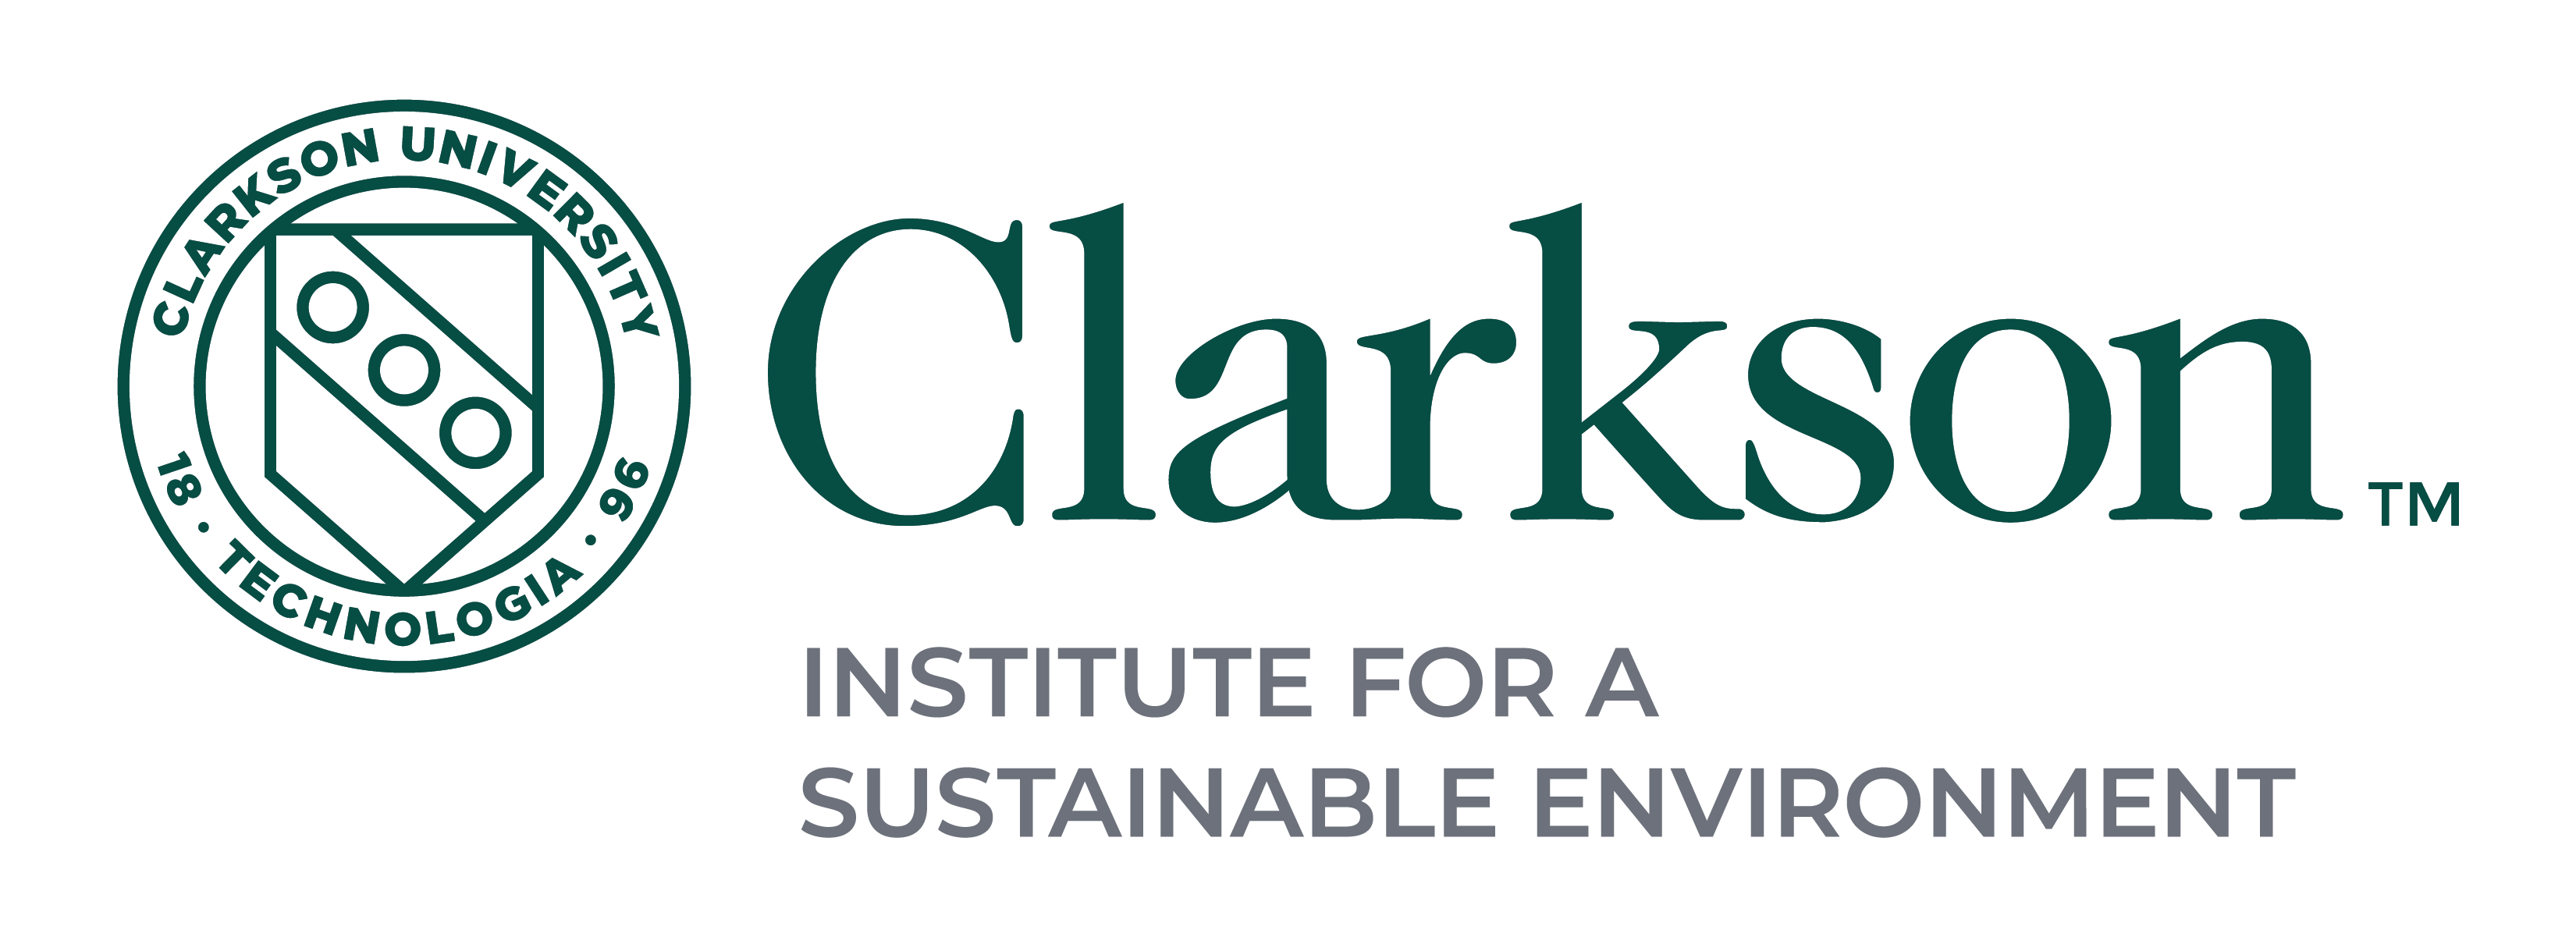 CLARKSON UNIVERSITY
18 · TECHNOLOGIA · 96
Clarkson™
INSTITUTE FOR A
SUSTAINABLE ENVIRONMENT